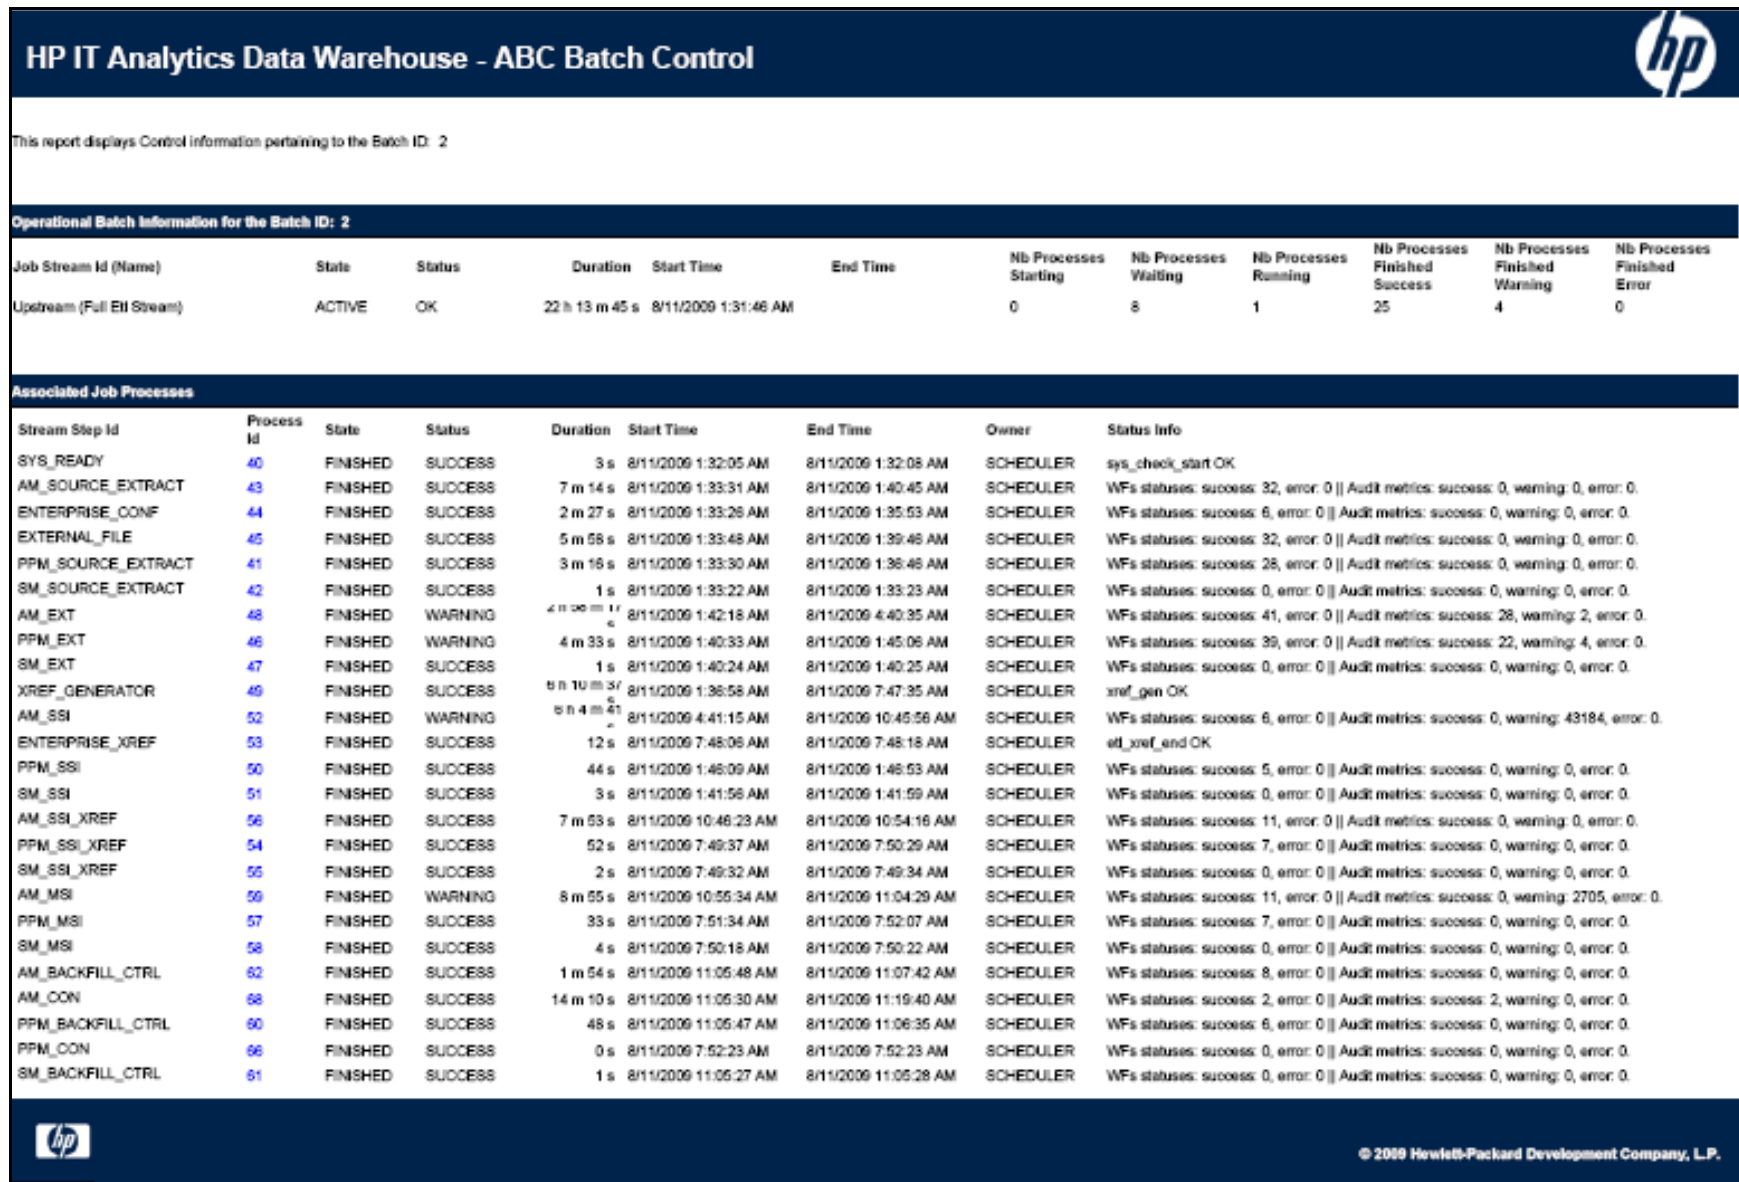 HP IT Analytics Data Warehouse - ABC Batch Control
hp
This report displays Control information pertaining to the Batch ID: 2
Operational Batch Information for the Batch ID: 2
Job Stream Id (Name) State Status Duration Start Time End Time Nb Processes Starting Nb Processes Waiting Nb Processes Running Nb Processes Finished Success Nb Processes Finished Warning Nb Processes Finished Error
Upstream (Full Etl Stream) ACTIVE OK 22 h 13 m 45 s 8/11/2009 1:31:46 AM 0 8 1 25 4 0
Associated Job Processes
Stream Step Id Process Id State Status Duration Start Time End Time Owner Status Info
SYS_READY 40 FINISHED SUCCESS 3 s 8/11/2009 1:32:05 AM 8/11/2009 1:32:08 AM SCHEDULER sys_check_start OK
AM_SOURCE_EXTRACT 43 FINISHED SUCCESS 7 m 14 s 8/11/2009 1:33:31 AM 8/11/2009 1:40:45 AM SCHEDULER WFs statuses: success: 32, error: 0 || Audit metrics: success: 0, warning: 0, error: 0.
ENTERPRISE_CONF 44 FINISHED SUCCESS 2 m 27 s 8/11/2009 1:33:26 AM 8/11/2009 1:35:53 AM SCHEDULER WFs statuses: success: 6, error: 0 || Audit metrics: success: 0, warning: 0, error: 0.
EXTERNAL_FILE 45 FINISHED SUCCESS 5 m 58 s 8/11/2009 1:33:48 AM 8/11/2009 1:39:46 AM SCHEDULER WFs statuses: success: 32, error: 0 || Audit metrics: success: 0, warning: 0, error: 0.
PPM_SOURCE_EXTRACT 41 FINISHED SUCCESS 3 m 16 s 8/11/2009 1:33:30 AM 8/11/2009 1:36:46 AM SCHEDULER WFs statuses: success: 28, error: 0 || Audit metrics: success: 0, warning: 0, error: 0.
SM_SOURCE_EXTRACT 42 FINISHED SUCCESS 1 s 8/11/2009 1:33:22 AM 8/11/2009 1:33:23 AM SCHEDULER WFs statuses: success: 0, error: 0 || Audit metrics: success: 0, warning: 0, error: 0.
AM_EXT 48 FINISHED WARNING 8/11/2009 1:42:18 AM 8/11/2009 4:40:35 AM SCHEDULER WFs statuses: success: 41, error: 0 || Audit metrics: success: 28, warning: 2, error: 0.
PPM_EXT 46 FINISHED WARNING 4 m 33 s 8/11/2009 1:40:33 AM 8/11/2009 1:45:06 AM SCHEDULER WFs statuses: success: 39, error: 0 || Audit metrics: success: 22, warning: 4, error: 0.
SM_EXT 47 FINISHED SUCCESS 1 s 8/11/2009 1:40:24 AM 8/11/2009 1:40:25 AM SCHEDULER WFs statuses: success: 0, error: 0 || Audit metrics: success: 0, warning: 0, error: 0.
XREF_GENERATOR 49 FINISHED SUCCESS 6 h 10 m 37 s 8/11/2009 1:36:58 AM 8/11/2009 7:47:35 AM SCHEDULER xref_gen OK
AM_SSI 52 FINISHED WARNING 6 h 4 m 41 8/11/2009 4:41:15 AM 8/11/2009 10:45:56 AM SCHEDULER WFs statuses: success: 6, error: 0 || Audit metrics: success: 0, warning: 43184, error: 0.
ENTERPRISE_XREF 53 FINISHED SUCCESS 12 s 8/11/2009 7:48:06 AM 8/11/2009 7:48:18 AM SCHEDULER etl_xref_end OK
PPM_SSI 50 FINISHED SUCCESS 44 s 8/11/2009 1:46:09 AM 8/11/2009 1:46:53 AM SCHEDULER WFs statuses: success: 5, error: 0 || Audit metrics: success: 0, warning: 0, error: 0.
SM_SSI 51 FINISHED SUCCESS 3 s 8/11/2009 1:41:56 AM 8/11/2009 1:41:59 AM SCHEDULER WFs statuses: success: 0, error: 0 || Audit metrics: success: 0, warning: 0, error: 0.
AM_SSI_XREF 56 FINISHED SUCCESS 7 m 53 s 8/11/2009 10:46:23 AM 8/11/2009 10:54:16 AM SCHEDULER WFs statuses: success: 11, error: 0 || Audit metrics: success: 0, warning: 0, error: 0.
PPM_SSI_XREF 54 FINISHED SUCCESS 52 s 8/11/2009 7:49:37 AM 8/11/2009 7:50:29 AM SCHEDULER WFs statuses: success: 7, error: 0 || Audit metrics: success: 0, warning: 0, error: 0.
SM_SSI_XREF 55 FINISHED SUCCESS 2 s 8/11/2009 7:49:32 AM 8/11/2009 7:49:34 AM SCHEDULER WFs statuses: success: 0, error: 0 || Audit metrics: success: 0, warning: 0, error: 0.
AM_MSI 59 FINISHED WARNING 8 m 55 s 8/11/2009 10:55:34 AM 8/11/2009 11:04:29 AM SCHEDULER WFs statuses: success: 11, error: 0 || Audit metrics: success: 0, warning: 2705, error: 0.
PPM_MSI 57 FINISHED SUCCESS 33 s 8/11/2009 7:51:34 AM 8/11/2009 7:52:07 AM SCHEDULER WFs statuses: success: 7, error: 0 || Audit metrics: success: 0, warning: 0, error: 0.
SM_MSI 58 FINISHED SUCCESS 4 s 8/11/2009 7:50:18 AM 8/11/2009 7:50:22 AM SCHEDULER WFs statuses: success: 0, error: 0 || Audit metrics: success: 0, warning: 0, error: 0.
AM_BACKFILL_CTRL 62 FINISHED SUCCESS 1 m 54 s 8/11/2009 11:05:48 AM 8/11/2009 11:07:42 AM SCHEDULER WFs statuses: success: 8, error: 0 || Audit metrics: success: 0, warning: 0, error: 0.
AM_CON 68 FINISHED SUCCESS 14 m 10 s 8/11/2009 11:05:30 AM 8/11/2009 11:19:40 AM SCHEDULER WFs statuses: success: 2, error: 0 || Audit metrics: success: 2, warning: 0, error: 0.
PPM_BACKFILL_CTRL 60 FINISHED SUCCESS 48 s 8/11/2009 11:05:47 AM 8/11/2009 11:06:35 AM SCHEDULER WFs statuses: success: 6, error: 0 || Audit metrics: success: 0, warning: 0, error: 0.
PPM_CON 66 FINISHED SUCCESS 0 s 8/11/2009 7:52:23 AM 8/11/2009 7:52:23 AM SCHEDULER WFs statuses: success: 0, error: 0 || Audit metrics: success: 0, warning: 0, error: 0.
SM_BACKFILL_CTRL 61 FINISHED SUCCESS 1 s 8/11/2009 11:05:27 AM 8/11/2009 11:05:28 AM SCHEDULER WFs statuses: success: 0, error: 0 || Audit metrics: success: 0, warning: 0, error: 0.
hp
© 2009 Hewlett-Packard Development Company, L.P.